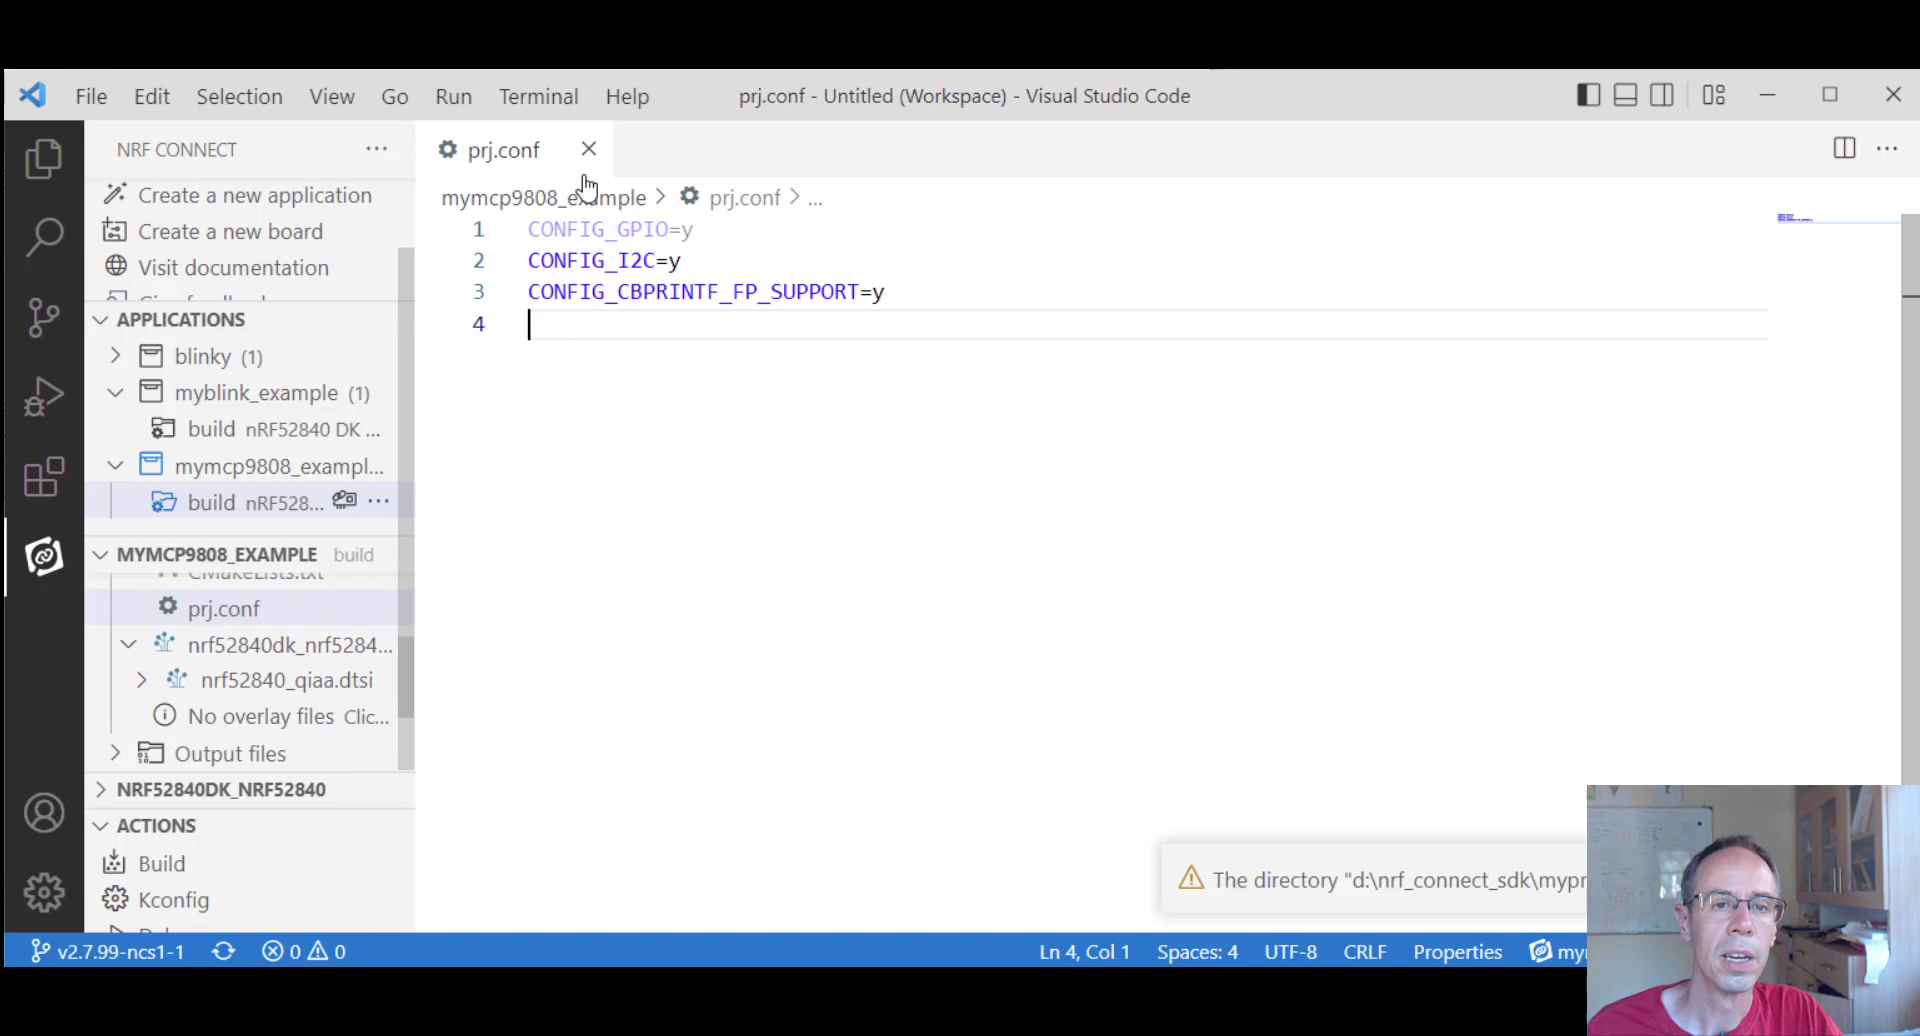 File Edit Selection View Go Run Terminal Help prj.conf - Untitled (Workspace) - Visual Studio Code
NRF CONNECT
Create a new application
Create a new board
Visit documentation
APPLICATIONS
blinky (1)
myblink_example (1)
build nRF52840 DK ...
mymcp9808_exampl...
build nRF528...
MYMCP9808_EXAMPLE build
CMakeLists.txt
prj.conf
nrf52840dk_nrf5284...
nrf52840_qiaa.dtsi
No overlay files Clic...
Output files
NRF52840DK_NRF52840
ACTIONS
Build
Kconfig
prj.conf
mymcp9808_example > prj.conf > ...
1 CONFIG_GPIO=y
2 CONFIG_I2C=y
3 CONFIG_CBPRINTF_FP_SUPPORT=y
4
The directory "d:\nrf_connect_sdk\mypr
v2.7.99-ncs1-1 0 0 Ln 4, Col 1 Spaces: 4 UTF-8 CRLF Properties my